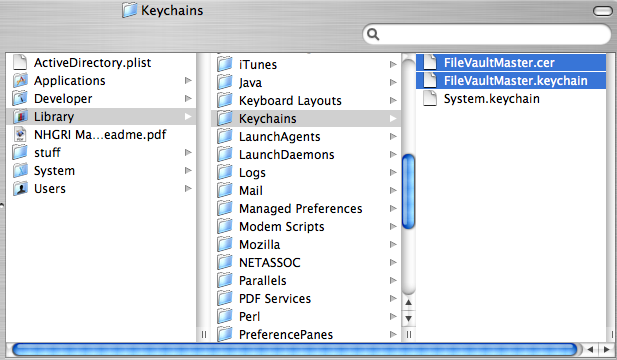 Keychains
ActiveDirectory.plist
Applications
Developer
Library
NHGRI Ma...eadme.pdf
stuff
System
Users
iTunes
Java
Keyboard Layouts
Keychains
LaunchAgents
LaunchDaemons
Logs
Mail
Managed Preferences
Modem Scripts
Mozilla
NETASSOC
Parallels
PDF Services
Perl
PreferencePanes
FileVaultMaster.cer
FileVaultMaster.keychain
System.keychain